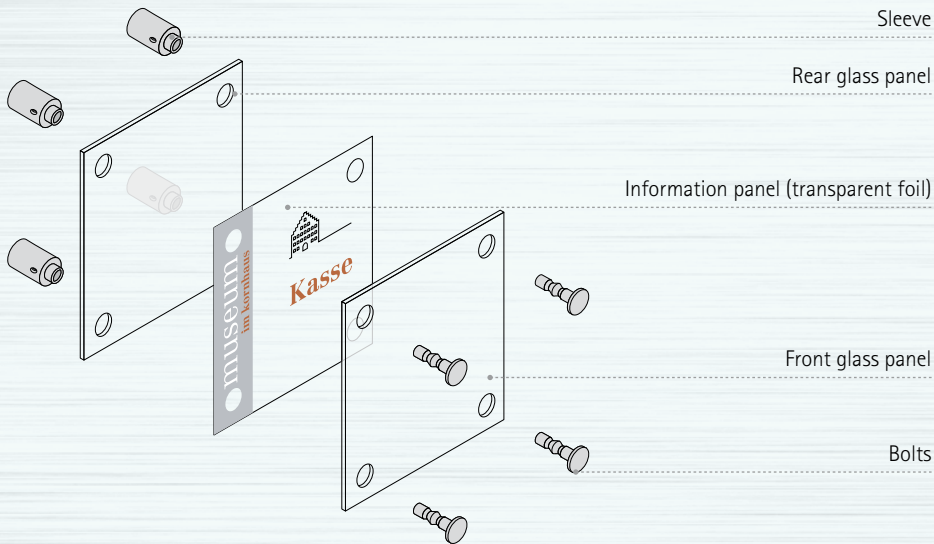 Sleeve
Rear glass panel
Information panel (transparent foil)
museum
im kornhaus
Kasse
Front glass panel
Bolts